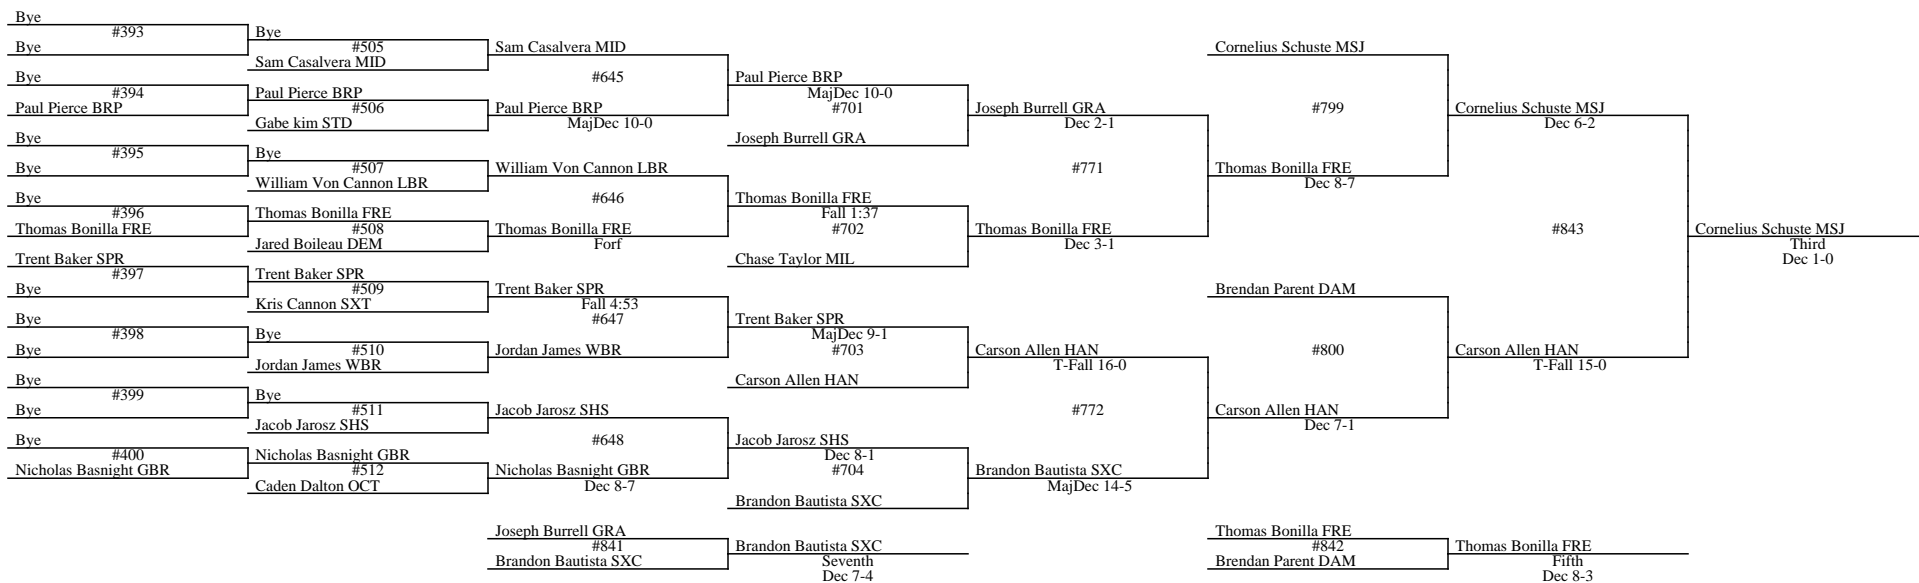 Bye
#393
Bye
Bye
#394
Paul Pierce BRP
Bye
#395
Bye
Bye
#396
Thomas Bonilla FRE
Trent Baker SPR
#397
Bye
Bye
#398
Bye
Bye
#399
Bye
Bye
#400
Nicholas Basnight GBR
Bye
#505
Sam Casalvera MID
Paul Pierce BRP
#506
Gabe kim STD
Bye
#507
William Von Cannon LBR
Thomas Bonilla FRE
#508
Jared Boileau DEM
Trent Baker SPR
#509
Kris Cannon SXT
Bye
#510
Jordan James WBR
Bye
#511
Jacob Jarosz SHS
Nicholas Basnight GBR
#512
Caden Dalton OCT
Sam Casalvera MID
#645
Paul Pierce BRP
MajDec 10-0
William Von Cannon LBR
#646
Thomas Bonilla FRE
Forf
Trent Baker SPR
Fall 4:53
#647
Jordan James WBR
Jacob Jarosz SHS
#648
Nicholas Basnight GBR
Dec 8-7
Paul Pierce BRP
MajDec 10-0
#701
Joseph Burrell GRA
Thomas Bonilla FRE
Fall 1:37
#702
Chase Taylor MIL
Trent Baker SPR
MajDec 9-1
#703
Carson Allen HAN
Jacob Jarosz SHS
Dec 8-1
#704
Brandon Bautista SXC
Joseph Burrell GRA
Dec 2-1
#771
Thomas Bonilla FRE
Dec 3-1
Carson Allen HAN
T-Fall 16-0
#772
Brandon Bautista SXC
MajDec 14-5
Cornelius Schuste MSJ
#799
Thomas Bonilla FRE
Dec 8-7
Brendan Parent DAM
#800
Carson Allen HAN
Dec 7-1
Cornelius Schuste MSJ
Dec 6-2
#843
Carson Allen HAN
T-Fall 15-0
Cornelius Schuste MSJ
Third
Dec 1-0
Joseph Burrell GRA
#841
Brandon Bautista SXC
Brandon Bautista SXC
Seventh
Dec 7-4
Thomas Bonilla FRE
#842
Brendan Parent DAM
Thomas Bonilla FRE
Fifth
Dec 8-3